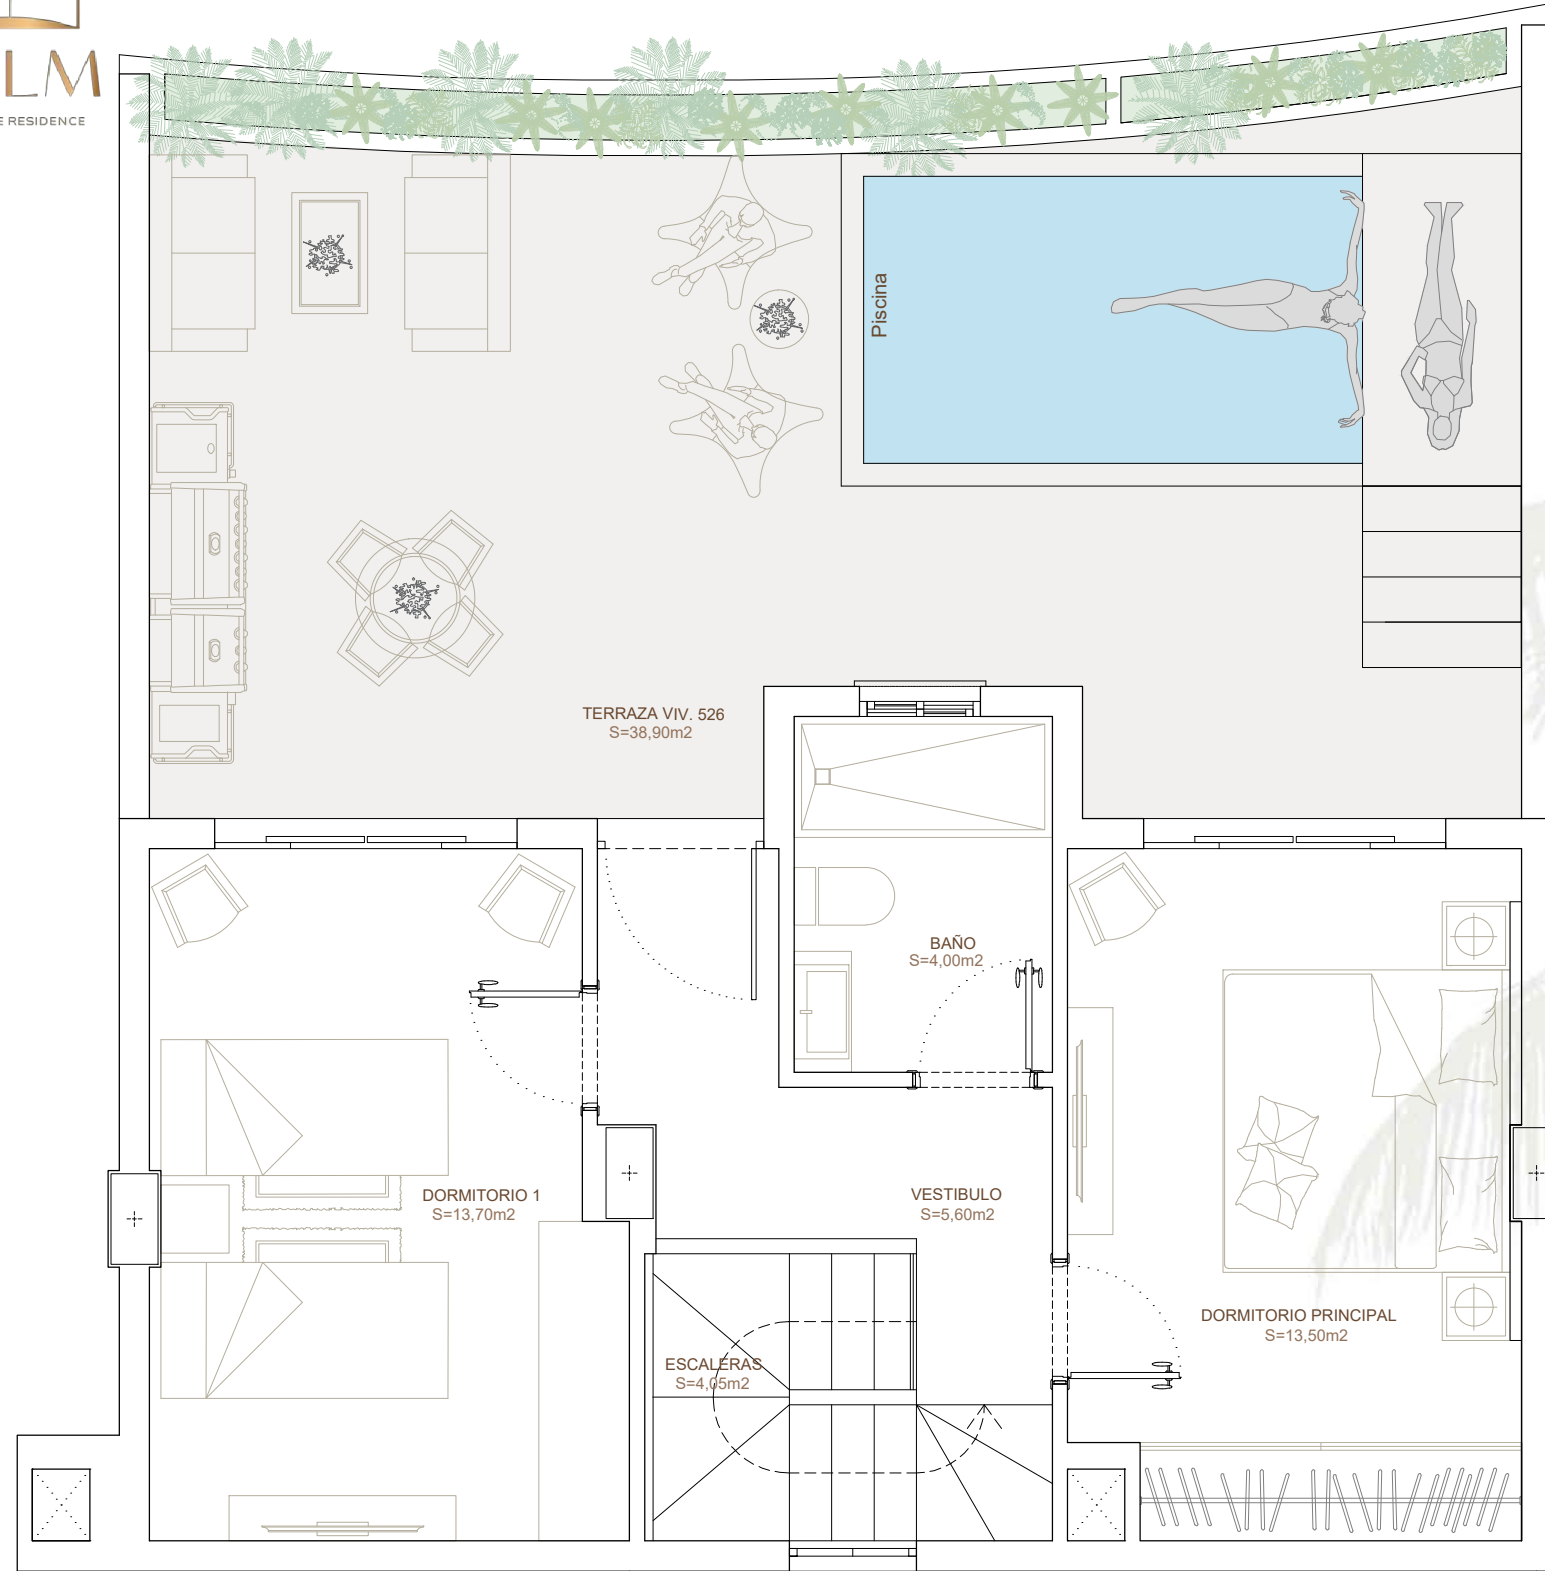 LM
E RESIDENCE
Piscina
TERRAZA VIV. 526
S=38,90m2
BAÑO
S=4,00m2
DORMITORIO 1
S=13,70m2
VESTIBULO
S=5,60m2
DORMITORIO PRINCIPAL
S=13,50m2
ESCALERAS
S=4,05m2